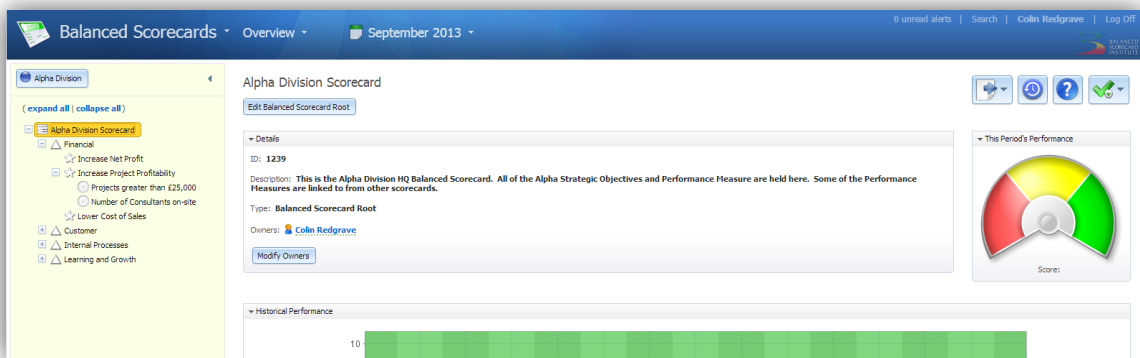 0 unread alerts | Search | Colin Redgrave | Log Off
Balanced Scorecards Overview September 2013
BALANCED
SCORECARD
INSTITUTE
Alpha Division
( expand all | collapse all )
Alpha Division Scorecard
Financial
Increase Net Profit
Increase Project Profitability
Projects greater than £25,000
Number of Consultants on-site
Lower Cost of Sales
Customer
Internal Processes
Learning and Growth
Alpha Division Scorecard
Edit Balanced Scorecard Root
Details
ID: 1239
Description: This is the Alpha Division HQ Balanced Scorecard. All of the Alpha Strategic Objectives and Performance Measure are held here. Some of the Performance
Measures are linked to from other scorecards.
Type: Balanced Scorecard Root
Owners: Colin Redgrave
Modify Owners
This Period's Performance
Score:
Historical Performance
10